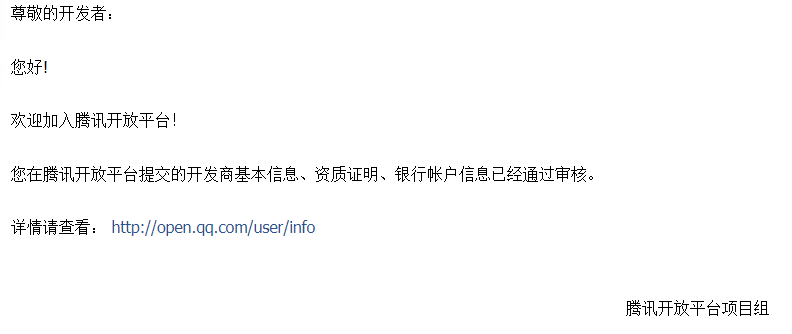 尊敬的开发者：
您好!
欢迎加入腾讯开放平台!
您在腾讯开放平台提交的开发商基本信息、资质证明、银行帐户信息已经通过审核。
详情请查看： http://open.qq.com/user/info
腾讯开放平台项目组